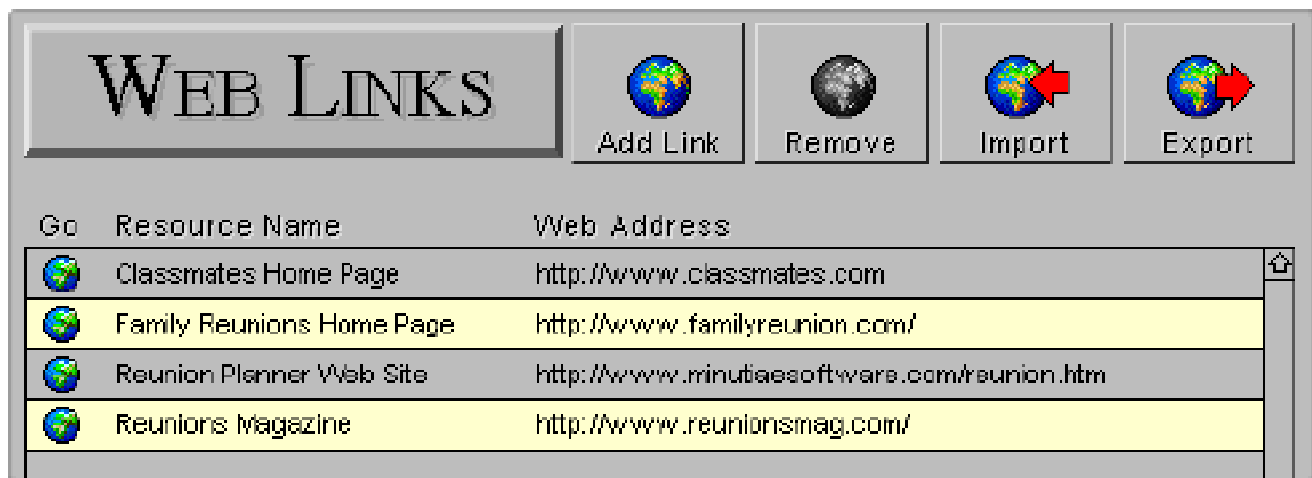 Web Links
Add Link Remove Import Export
Go Resource Name Web Address
Classmates Home Page http://www.classmates.com
Family Reunions Home Page http://www.familyreunion.com/
Reunion Planner Web Site http://www.minutiaesoftware.com/reunion.htm
Reunions Magazine http://www.reunionsmag.com/